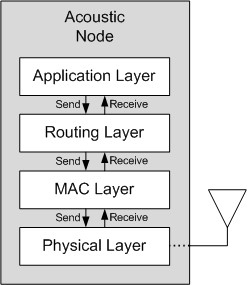 Acoustic
Node
Application Layer
Send Receive
Routing Layer
Send Receive
MAC Layer
Send Receive
Physical Layer